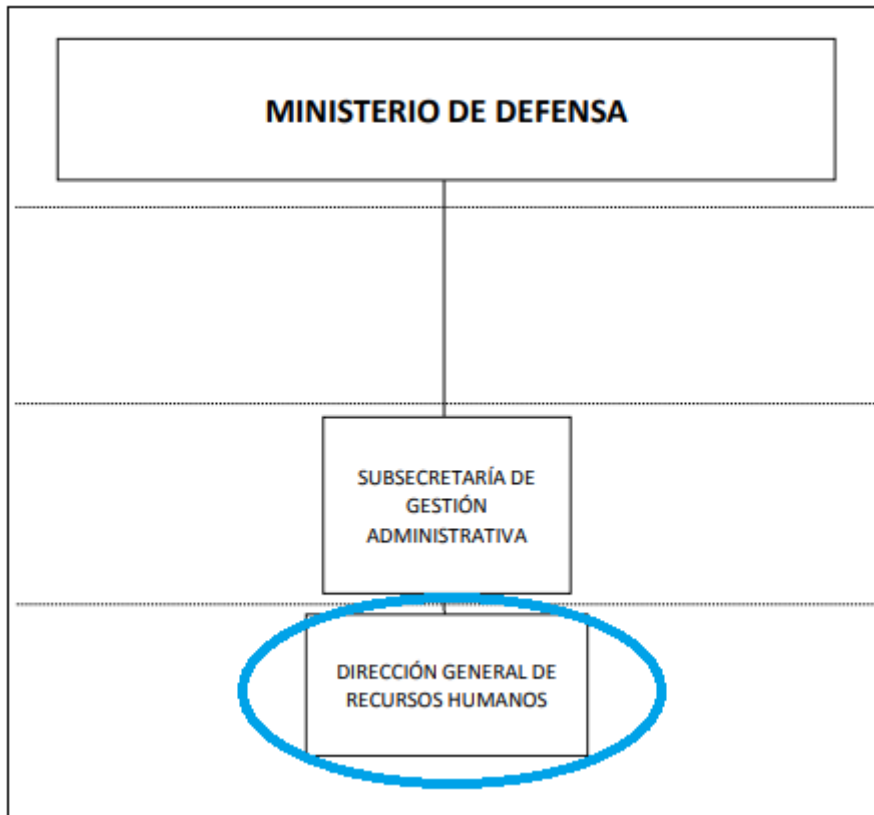 MINISTERIO DE DEFENSA
SUBSECRETARÍA DE
GESTIÓN
ADMINISTRATIVA
DIRECCIÓN GENERAL DE
RECURSOS HUMANOS